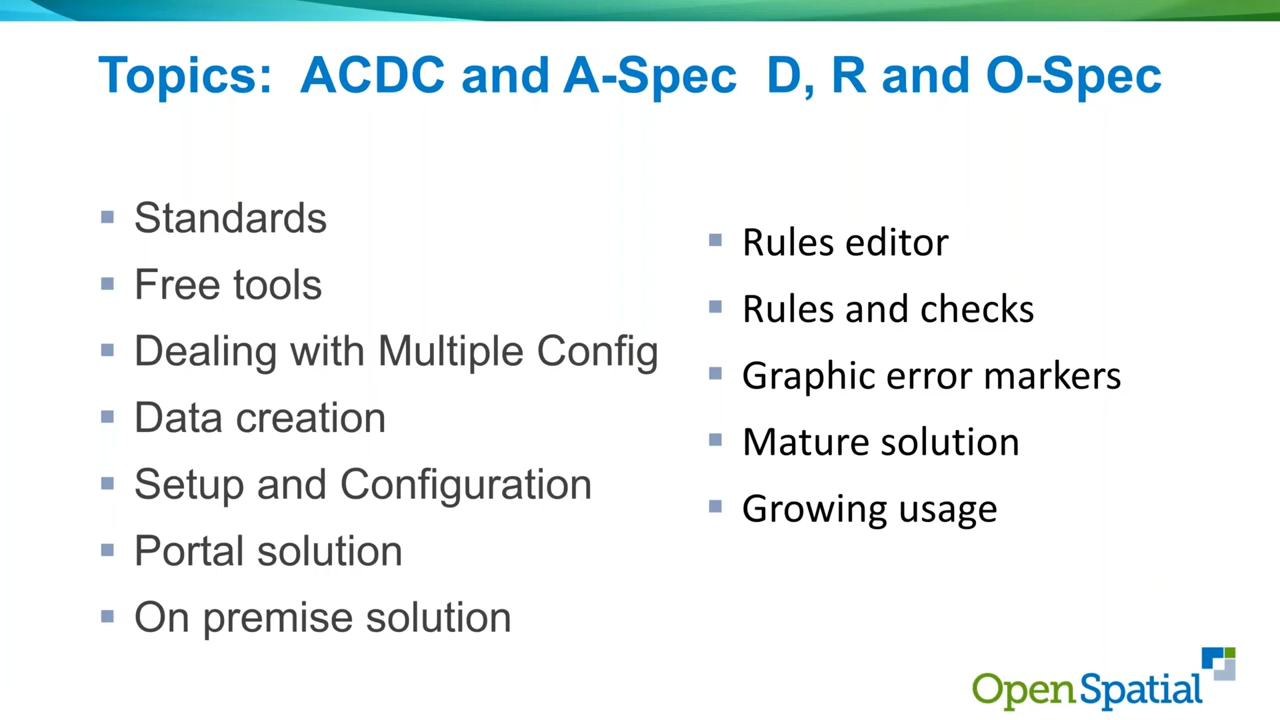 Topics:  ACDC and A-Spec  D, R and O-Spec
Standards
Free tools
Dealing with Multiple Config
Data creation
Setup and Configuration
Portal solution
On premise solution
Rules editor
Rules and checks
Graphic error markers
Mature solution
Growing usage
OpenSpatial